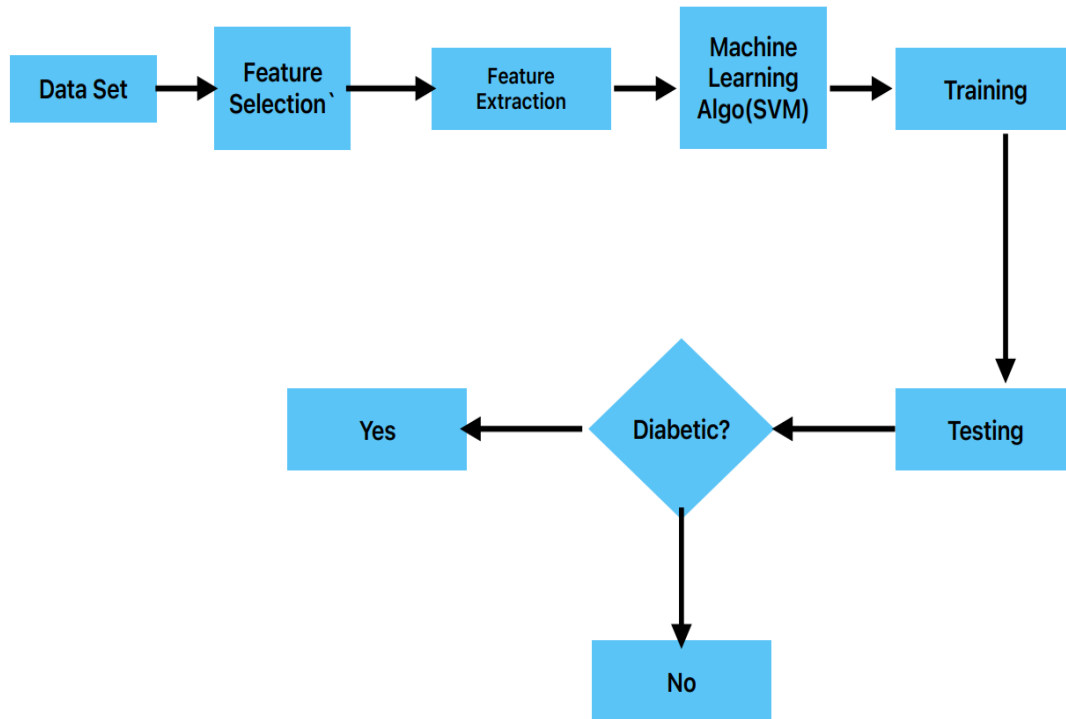 Data Set
Feature
Selection`
Feature
Extraction
Machine
Learning
Algo(SVM)
Training
Testing
Diabetic?
Yes
No